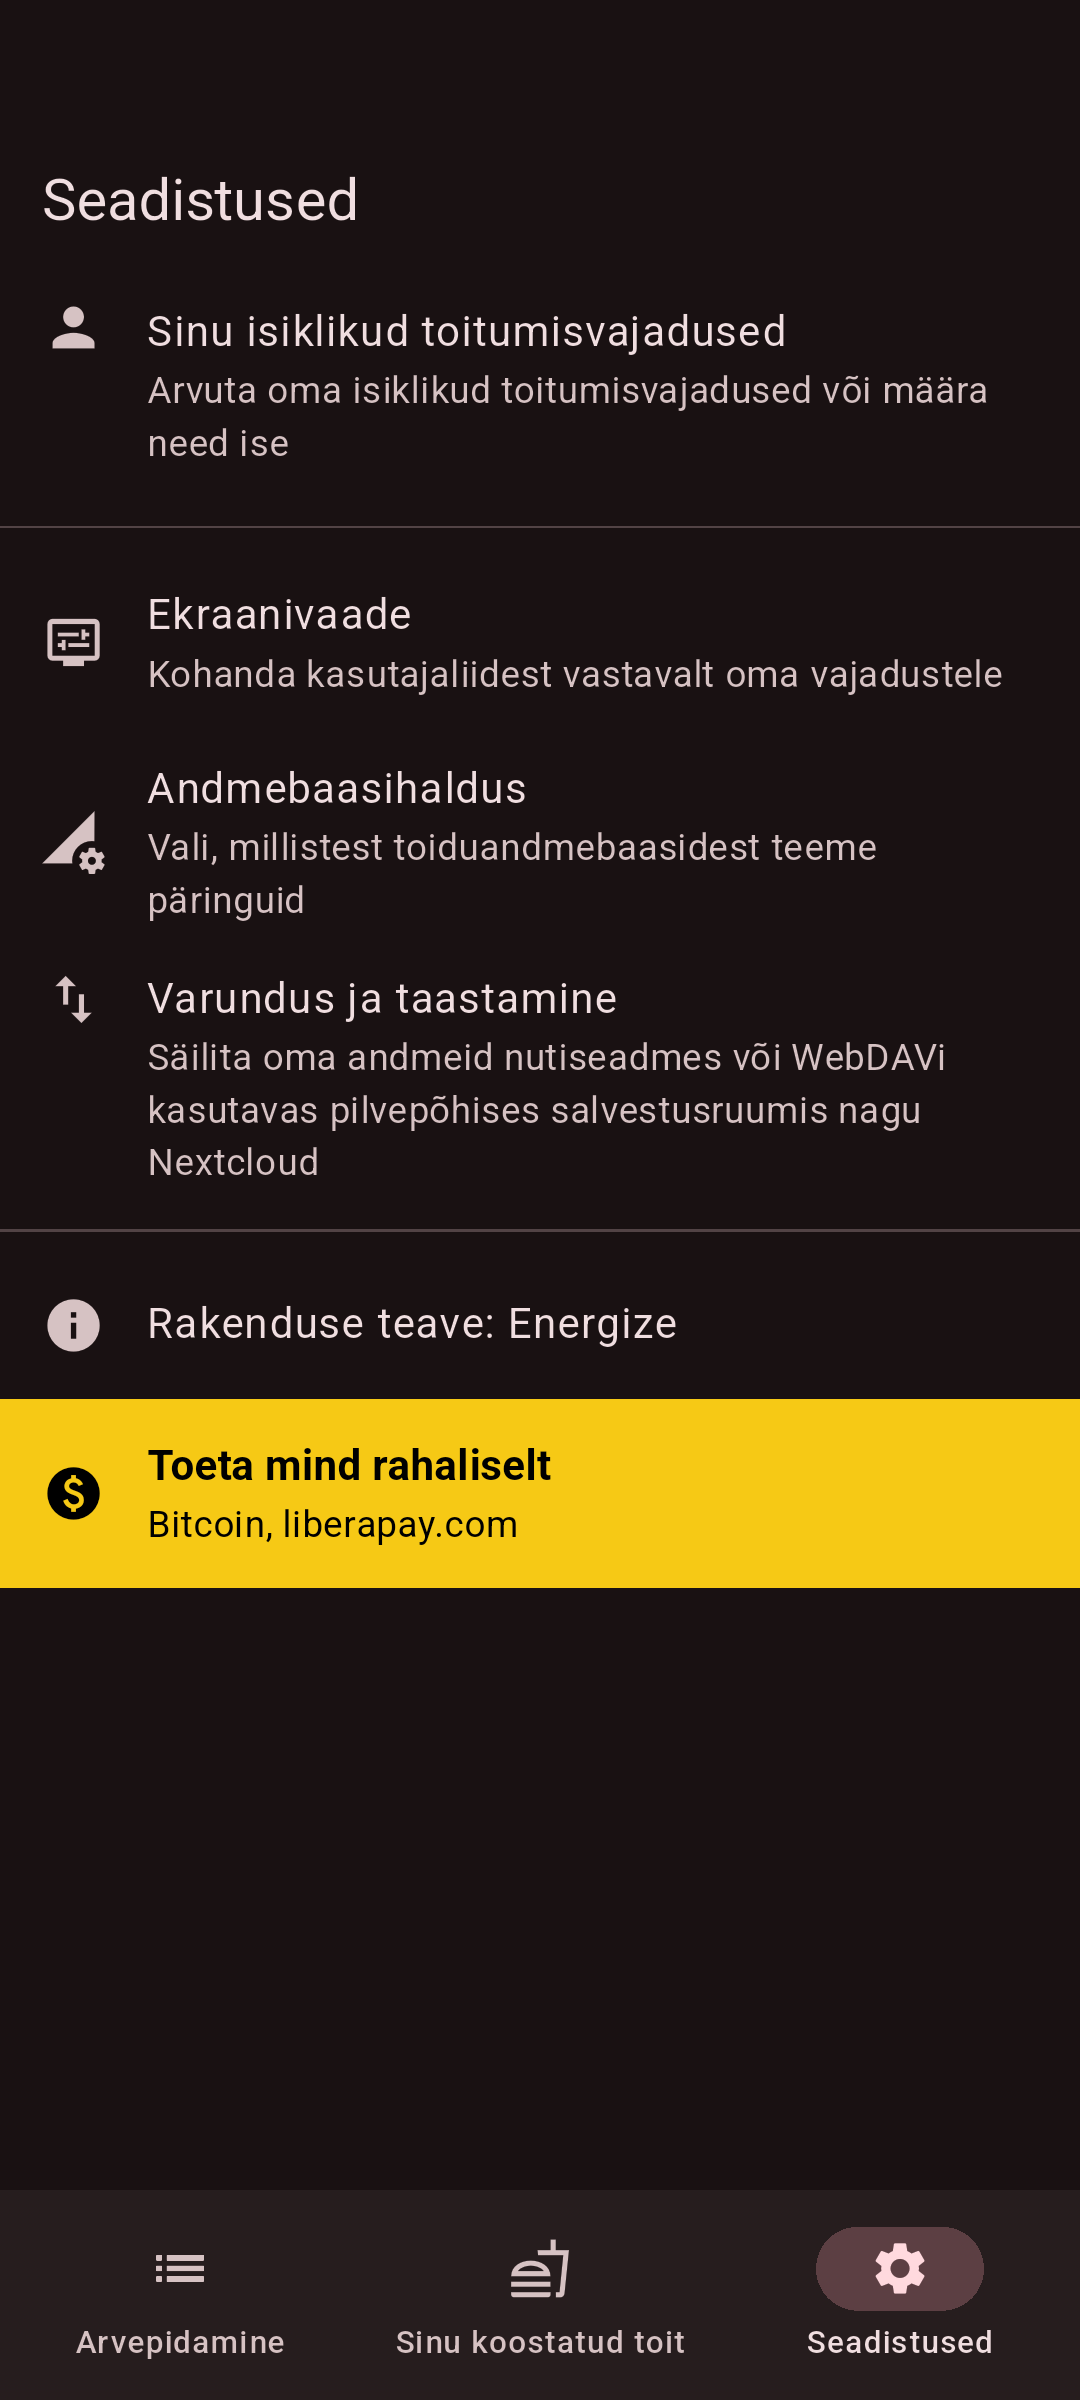 Seadistused
Sinu isiklikud toitumisvajadused
Arvuta oma isiklikud toitumisvajadused või määra
need ise
Ekraanivaade
Kohanda kasutajaliidest vastavalt oma vajadustele
Andmebaasihaldus
Vali, millistest toiduandmebaasidest teeme
päringuid
Varundus ja taastamine
Säilita oma andmeid nutiseadmes või WebDAVi
kasutavas pilvepõhises salvestusruumis nagu
Nextcloud
Rakenduse teave: Energize
Toeta mind rahaliselt
Bitcoin, liberapay.com
Arvepidamine
Sinu koostatud toit
Seadistused